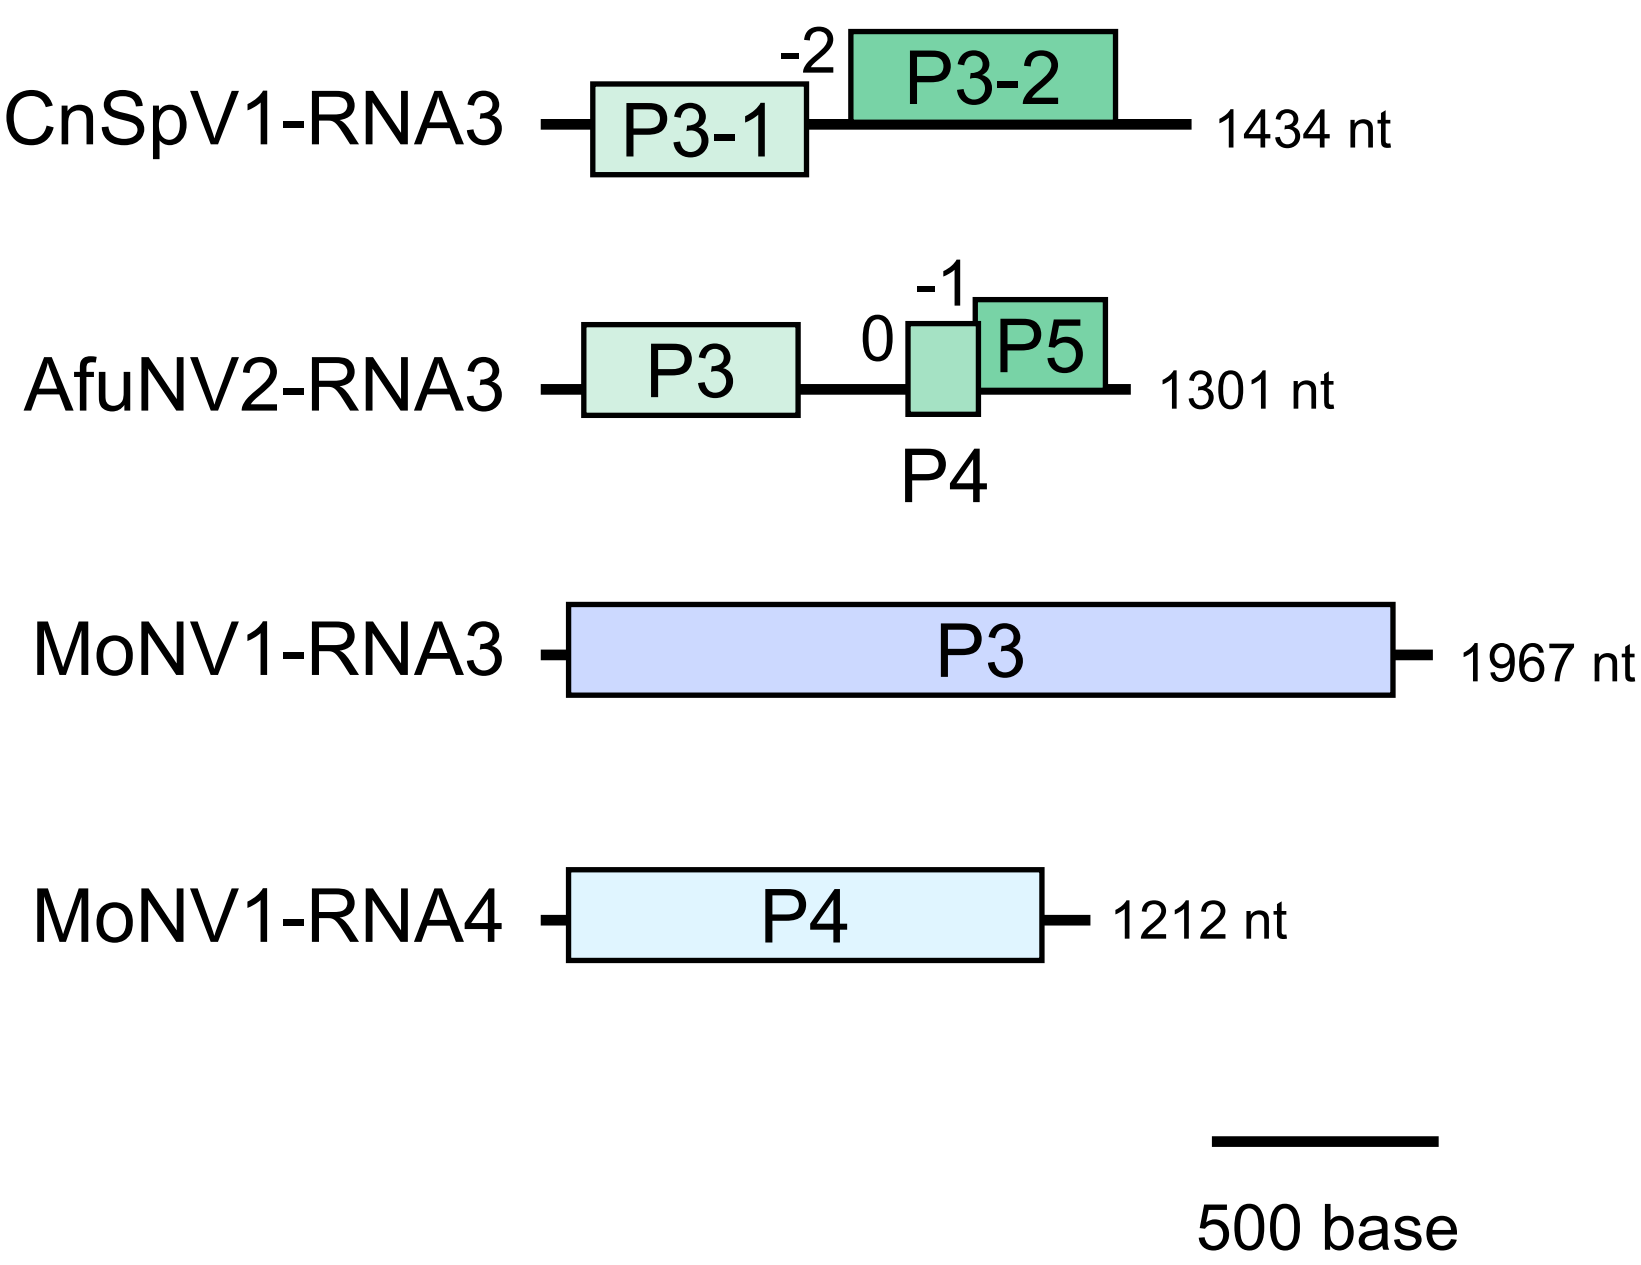 -2
P3-2
CnSpV1-RNA3
P3-1
1434 nt
-1
0
P5
AfuNV2-RNA3
P3
1301 nt
P4
MoNV1-RNA3
P3
1967 nt
MoNV1-RNA4
P4
1212 nt
500 base